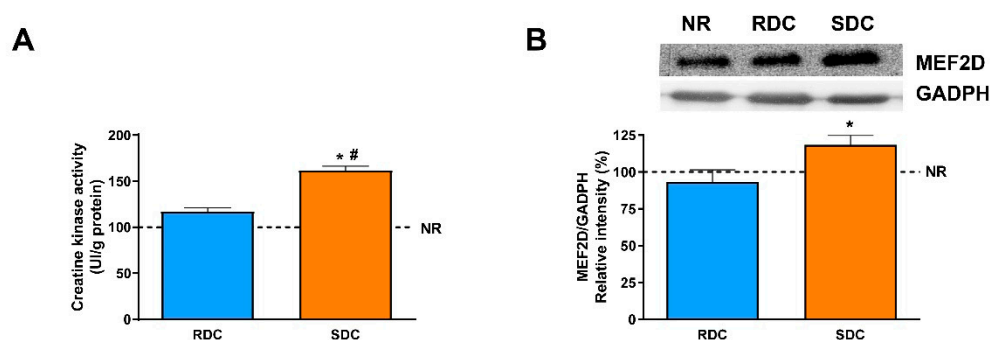 A
B
NR RDC SDC
MEF2D
GADPH
Creatine kinase activity
(UI/g protein)
200
150
100
50
0
* #
NR
RDC SDC
MEF2D/GADPH
Relative intensity (%)
125
100
75
50
25
0
*
NR
RDC SDC